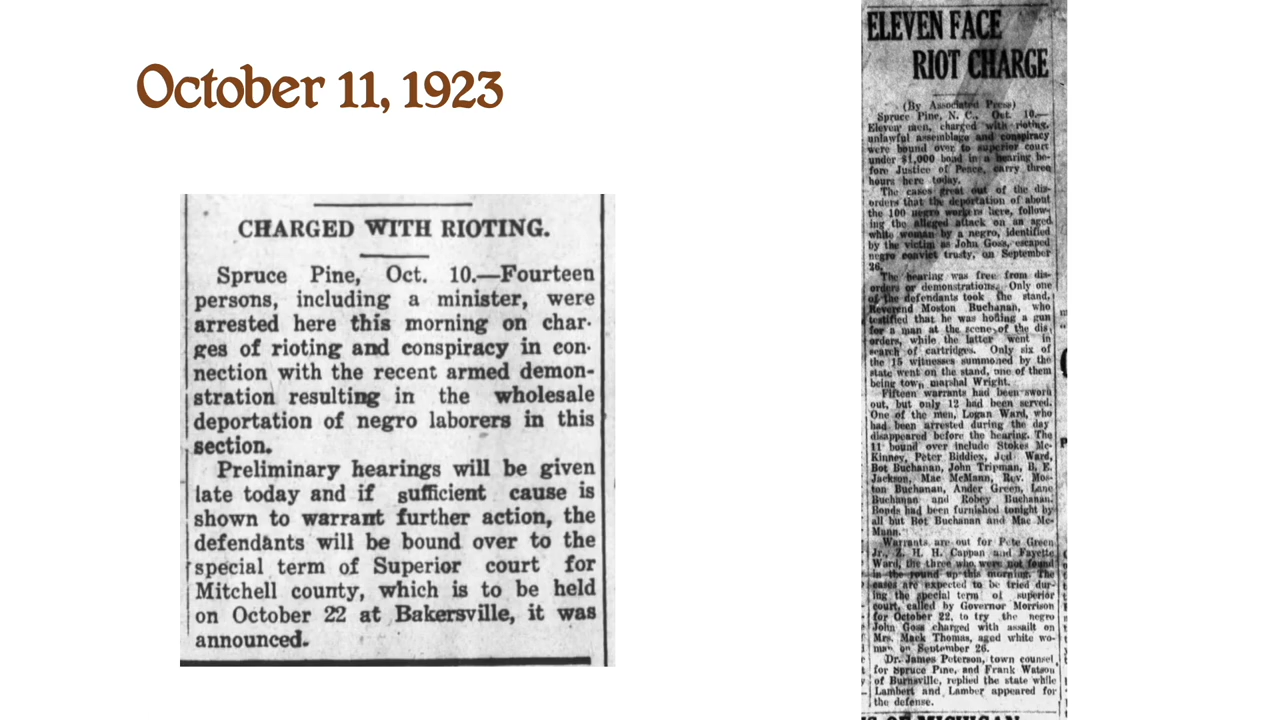 October 11, 1923
CHARGED WITH RIOTING.
Spruce Pine, Oct. 10.—Fourteen
persons, including a minister, were
arrested here this morning on char-
ges of rioting and conspiracy in con-
nection with the recent armed demon-
stration resulting in the wholesale
deportation of negro laborers in this
section.
Preliminary hearings will be given
late today and if sufficient cause is
shown to warrant further action, the
defendants will be bound over to the
special term of Superior court for
Mitchell county, which is to be held
on October 22 at Bakersville, it was
announced.
ELEVEN FACE
RIOT CHARGE
(By Associated Press)
Spruce Pine, N. C., Oct. 10.—
Eleven men, charged with rioting,
unlawful assemblage and conspiracy
were bound over to superior court
under $1,000 bond in a hearing be-
fore Justice of Peace, carry three
hours here today.
The cases great out of the dis-
orders that the deportation of about
the 100 negro workers here, follow-
ing the alleged attack on an aged
white woman by a negro, identified
by the victim as John Goss, escaped
negro convict trusty, on September
26.
The hearing was free from dis-
orders or demonstrations. Only one
of the defendants took the stand,
Reverend Moston Buchanan, who
testified that he was holding a gun
for a man at the scene of the dis
orders, while the latter went in
search of cartridges. Only six of
the 15 witnesses summoned by the
state went on the stand, one of them
being town marshal Wright.
Fifteen warrants had been sworn
out, but only 12 had been served.
One of the men, Logan Ward, who
had been arrested during the day
disappeared before the hearing. The
11 bound over include Stokes Mc-
Kinney, Peter Biddies, Jed Ward,
Bot Buchanan, John Tripman, B. E.
Jackson, Mac McMann, Rev. Mos-
ton Buchanan, Ander Green, Lane
Buchanan and Robey Buchanan.
Bonds had been furnished tonight by
all but Bot Buchanan and Mac Mc-
Mann.
Warrants are out for Pete Green
Jr., Z. H. H. Cappan and Fayette
Ward, the three who were not found
in the round up this morning. The
cases are expected to be tried dur-
ing the special term of superior
court, called by Governor Morrison
for October 22, to try the negro
John Goss charged with assailt on
Mrs. Mack Thomas, aged white wo-
man on September 26.
Dr. James Peterson, town counsel
for Spruce Pine, and Frank Watson
of Burnsville, replied the state while
Lambert and Lamber appeared for
the defense.
OF MICHIGAN